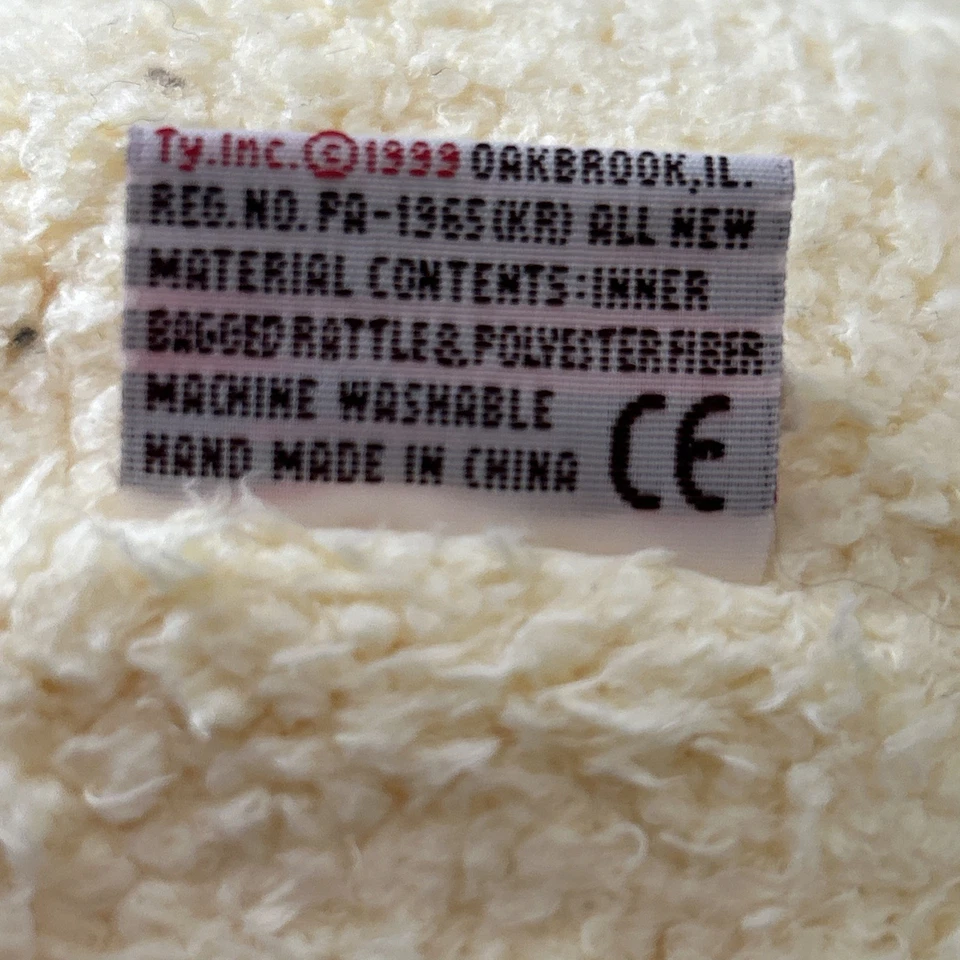 Ty.Inc.©1999 OAKBROOK,IL.
REG.NO.PA-1965(KR) ALL NEW
MATERIAL CONTENTS:INNER
BAGGED RATTLE&POLYESTER FIBER
MACHINE WASHABLE
HAND MADE IN CHINA
CE